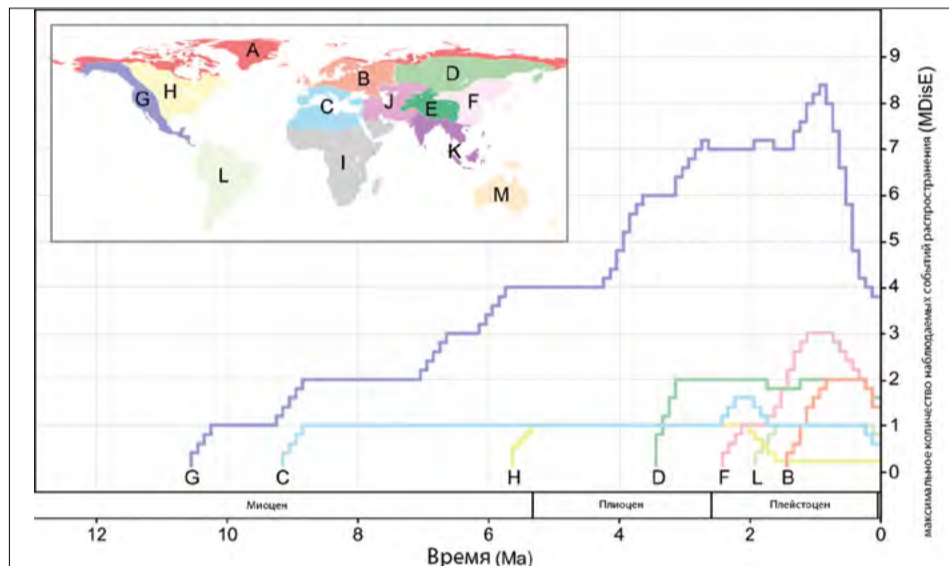 A
B
D
H
G
C
J
E
F
I
K
L
M
9
8
7
6
5
4
3
2
1
0
максимальное количество наблюдаемых событий распространения (MDisE)
G
C
H
D
F
L
B
Миоцен
Плиоцен
Плейстоцен
12
10
8
6
4
2
0
Время (Ma)